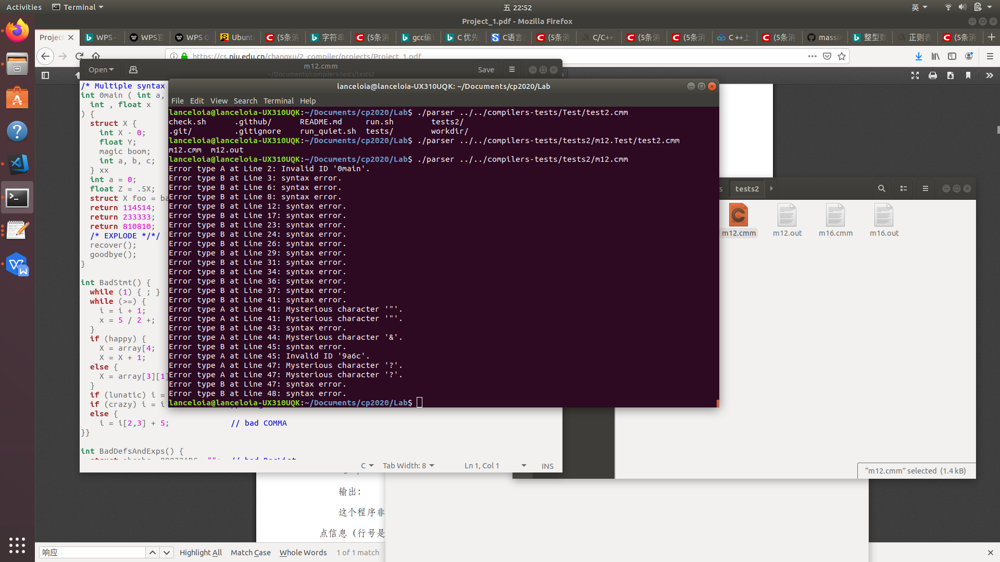 Activities
Terminal
五 22:52
英
Project_1.pdf - Mozilla Firefox
Project
WPS -
WPS官
WPS O
Ubunt
(5条消
字符串
(5条消
gcc编
C 优先
C语言
(5条消
C/C++
(5条消
(5条消
C ++上
(5条消
massi
整型数
正则表
(5条消
https://cs.nju.edu.cn/changxu/2_compiler/projects/Project_1.pdf
Open
m12.cmm
~/Documents/compilers-tests/tests2
Save
lanceloia@lanceloia-UX310UQK: ~/Documents/cp2020/Lab
File Edit View Search Terminal Help
lanceloia@lanceloia-UX310UQK:~/Documents/cp2020/Lab$ ./parser ../../compilers-tests/Test/test2.cmm
check.sh .github/ README.md run.sh tests2/
.git/ .gitignore run_quiet.sh tests/ workdir/
lanceloia@lanceloia-UX310UQK:~/Documents/cp2020/Lab$ ./parser ../../compilers-tests/tests2/m12.Test/test2.cmm
m12.cmm m12.out
lanceloia@lanceloia-UX310UQK:~/Documents/cp2020/Lab$ ./parser ../../compilers-tests/tests2/m12.cmm
Error type A at Line 2: Invalid ID '0main'.
Error type B at Line 3: syntax error.
Error type B at Line 6: syntax error.
Error type B at Line 8: syntax error.
Error type B at Line 12: syntax error.
Error type B at Line 17: syntax error.
Error type B at Line 23: syntax error.
Error type B at Line 24: syntax error.
Error type B at Line 26: syntax error.
Error type B at Line 29: syntax error.
Error type B at Line 31: syntax error.
Error type B at Line 34: syntax error.
Error type B at Line 36: syntax error.
Error type B at Line 37: syntax error.
Error type B at Line 41: syntax error.
Error type A at Line 41: Mysterious character '"'.
Error type A at Line 41: Mysterious character '"'.
Error type B at Line 43: syntax error.
Error type A at Line 44: Mysterious character '&'.
Error type B at Line 45: syntax error.
Error type A at Line 45: Invalid ID '9a6c'.
Error type A at Line 47: Mysterious character '?'.
Error type A at Line 47: Mysterious character '?'.
Error type B at Line 47: syntax error.
Error type B at Line 48: syntax error.
lanceloia@lanceloia-UX310UQK:~/Documents/cp2020/Lab$
/* Multiple syntax
int 0main ( int a,
int , float x
) {
struct X {
int X - 0;
float Y;
magic boom;
int a, b, c;
} xx
int a = 0;
float Z = .5X;
struct X foo = ba
return 114514;
return 233333;
return 810810;
/* EXPLODE */*/
recover();
goodbye();
}
int BadStmt() {
while (1) { ; }
while (>=) {
i = i + 1;
x = 5 / 2 +;
}
if (happy) {
X = array[4;
X = X + 1;
else {
X = array[3][1]
}
if (lunatic) i =
if (crazy) i = i
else {
i = i[2,3] + 5; // bad COMMA
}}
int BadDefsAndExps() {
C
Tab Width: 8
Ln 1, Col 1
INS
s
tests2
m12.cmm
m12.out
m16.cmm
m16.out
“m12.cmm” selected (1.4 kB)
输出：
这个程序非
点信息（行号是
响应
Highlight All
Match Case
Whole Words
1 of 1 match